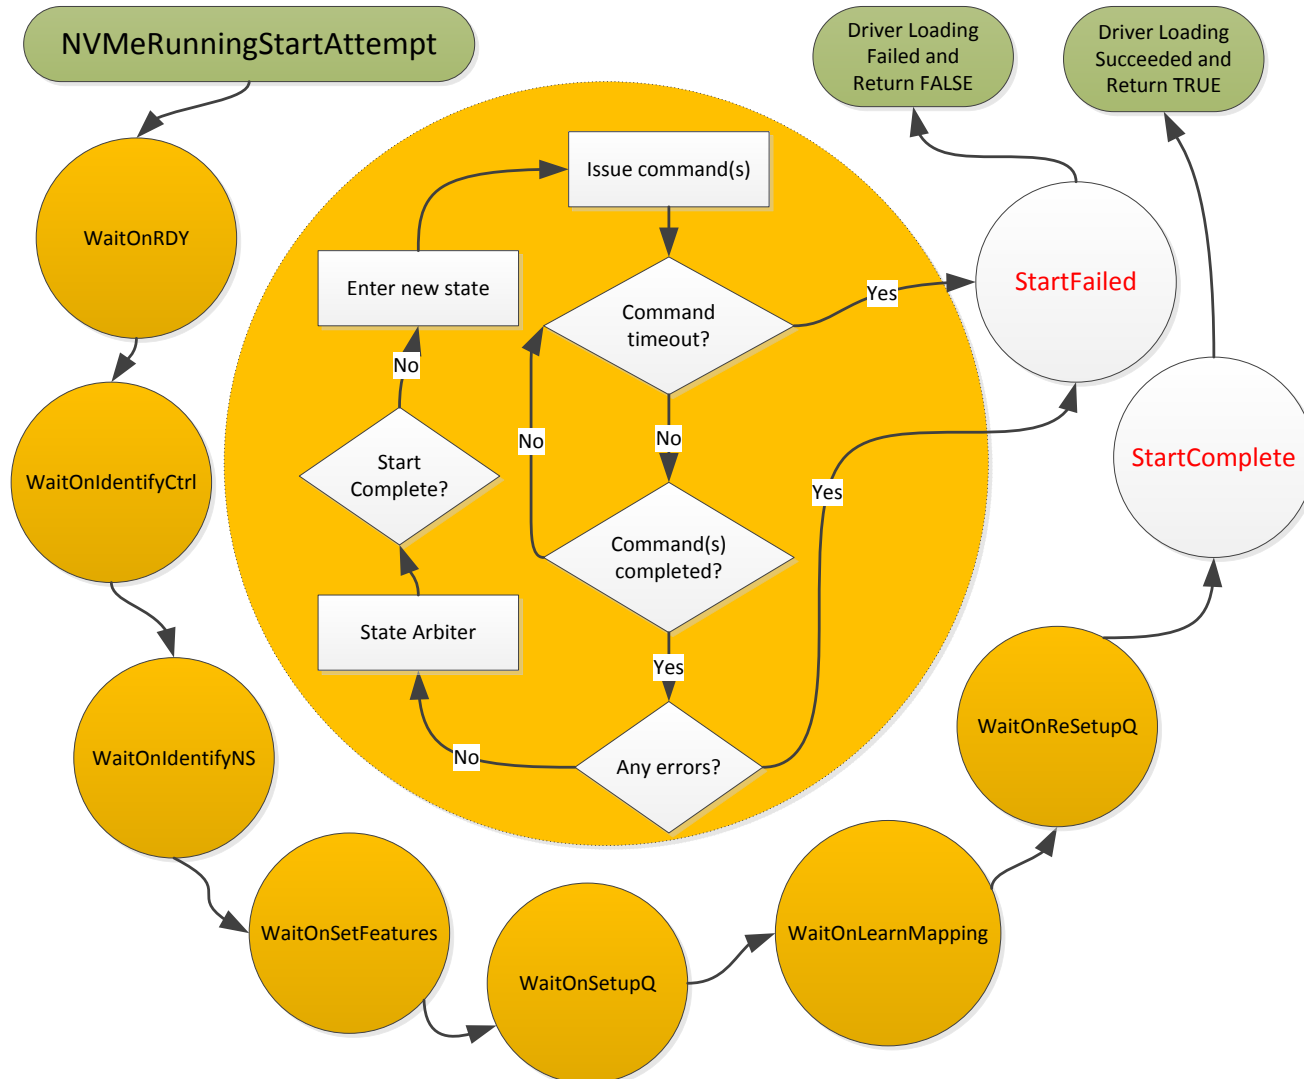 NVMeRunningStartAttempt
Driver Loading
Failed and
Return FALSE
Driver Loading
Succeeded and
Return TRUE
Issue command(s)
WaitOnRDY
Enter new state
Command
timeout?
Yes
StartFailed
No
No
No
Start
Complete?
StartComplete
WaitOnIdentifyCtrl
Yes
Command(s)
completed?
State Arbiter
Yes
WaitOnReSetupQ
WaitOnIdentifyNS
No
Any errors?
WaitOnSetFeatures
WaitOnLearnMapping
WaitOnSetupQ